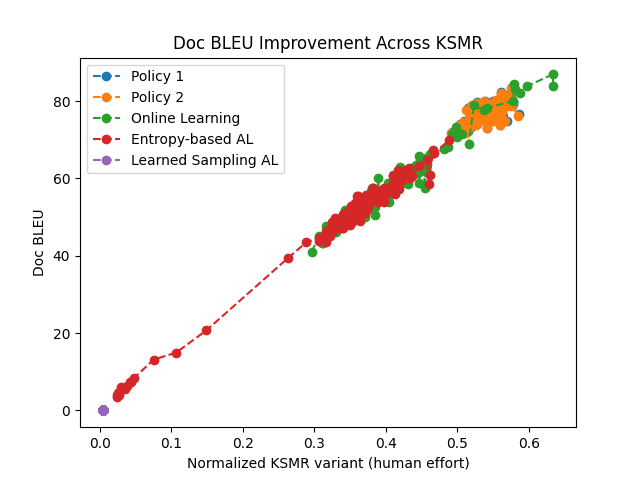 Doc BLEU Improvement Across KSMR
Policy 1
Policy 2
Online Learning
Entropy-based AL
Learned Sampling AL
Doc BLEU
80
60
40
20
0
0.0 0.1 0.2 0.3 0.4 0.5 0.6
Normalized KSMR variant (human effort)